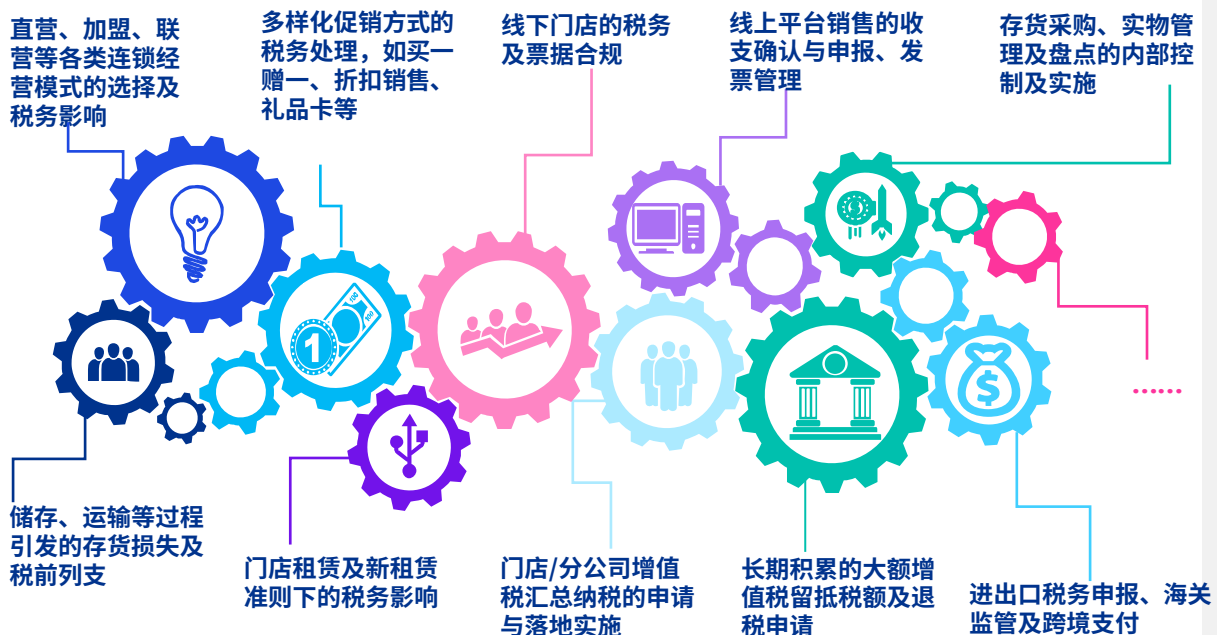 直营、加盟、联
营等各类连锁经
营模式的选择及
税务影响
多样化促销方式的
税务处理，如买一
赠一、折扣销售、
礼品卡等
线下门店的税务
及票据合规
线上平台销售的收
支确认与申报、发
票管理
存货采购、实物管
理及盘点的内部控
制及实施
1
100
100
$
$
......
储存、运输等过程
引发的存货损失及
税前列支
门店租赁及新租赁
准则下的税务影响
门店/分公司增值
税汇总纳税的申请
与落地实施
长期积累的大额增
值税留抵税额及退
税申请
进出口税务申报、海关
监管及跨境支付